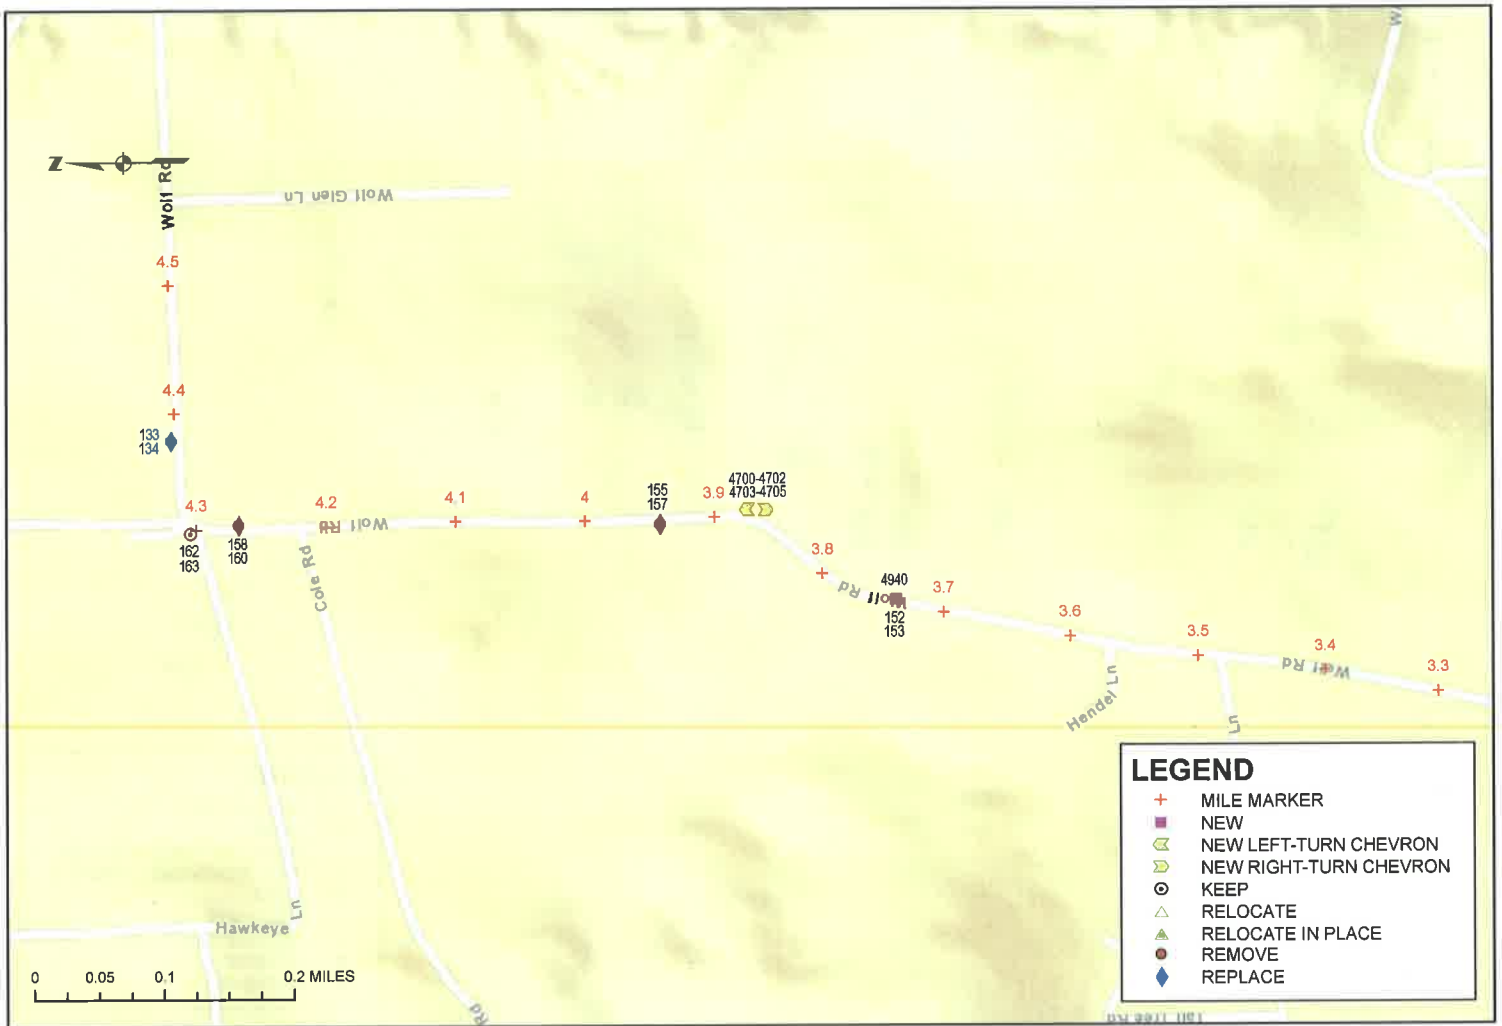 Z
Wolf Rd
Wolf Glen Ln
4.5
4.4
133
134
4.3
4.2
4.1
4
155
157
3.9
4700-4702
4703-4705
Wolf Rd
162
163
158
160
Cole Rd
3.8
Rd
4940
152
153
3.7
3.6
3.5
3.4
3.3
Wolf Rd
Hendel Ln
Ln
Hawkeye Ln
Rd
0 0.05 0.1 0.2 MILES
LEGEND
MILE MARKER
NEW
NEW LEFT-TURN CHEVRON
NEW RIGHT-TURN CHEVRON
KEEP
RELOCATE
RELOCATE IN PLACE
REMOVE
REPLACE
Tall Tree Rd